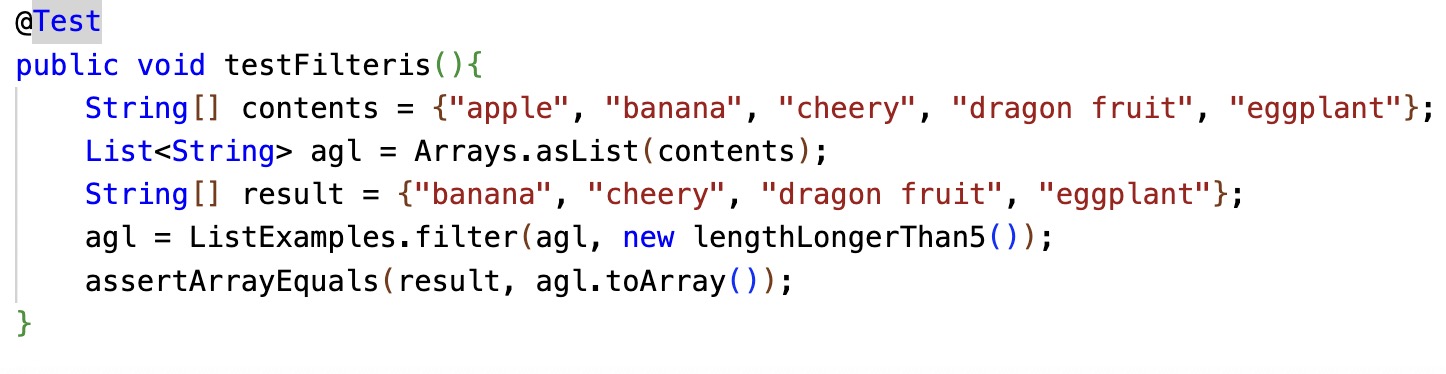 @Test
public void testFilteris(){
String[] contents = {"apple", "banana", "cheery", "dragon fruit", "eggplant"};
List<String> agl = Arrays.asList(contents);
String[] result = {"banana", "cheery", "dragon fruit", "eggplant"};
agl = ListExamples.filter(agl, new lengthLongerThan5());
assertArrayEquals(result, agl.toArray());
}